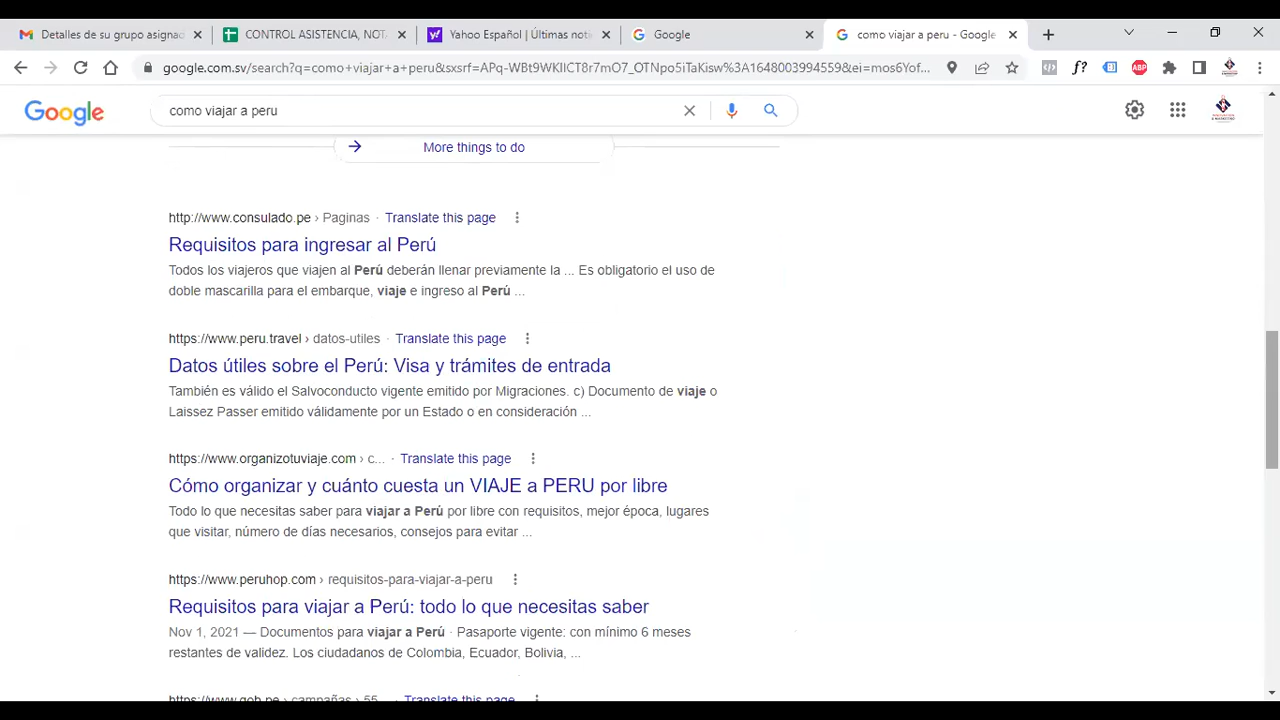 Detalles de su grupo asignac
CONTROL ASISTENCIA, NOT
Yahoo Español | Últimas noti
Google
como viajar a peru - Google
google.com.sv/search?q=como+viajar+a+peru&sxsrf=APq-WBt9WKIICT8r7mO7_OTNpo5iTaKisw%3A1648003994559&ei=mos6Yof...
Google
como viajar a peru
More things to do
http://www.consulado.pe › Paginas · Translate this page
Requisitos para ingresar al Perú
Todos los viajeros que viajen al Perú deberán llenar previamente la ... Es obligatorio el uso de
doble mascarilla para el embarque, viaje e ingreso al Perú ...
https://www.peru.travel › datos-utiles · Translate this page
Datos útiles sobre el Perú: Visa y trámites de entrada
También es válido el Salvoconducto vigente emitido por Migraciones. c) Documento de viaje o
Laissez Passer emitido válidamente por un Estado o en consideración ...
https://www.organizotuviaje.com › c... · Translate this page
Cómo organizar y cuánto cuesta un VIAJE a PERU por libre
Todo lo que necesitas saber para viajar a Perú por libre con requisitos, mejor época, lugares
que visitar, número de días necesarios, consejos para evitar ...
https://www.peruhop.com › requisitos-para-viajar-a-peru
Requisitos para viajar a Perú: todo lo que necesitas saber
Nov 1, 2021 — Documentos para viajar a Perú · Pasaporte vigente: con mínimo 6 meses
restantes de validez. Los ciudadanos de Colombia, Ecuador, Bolivia, ...
https://www.gob.pe › campañas › 55... Translate this page